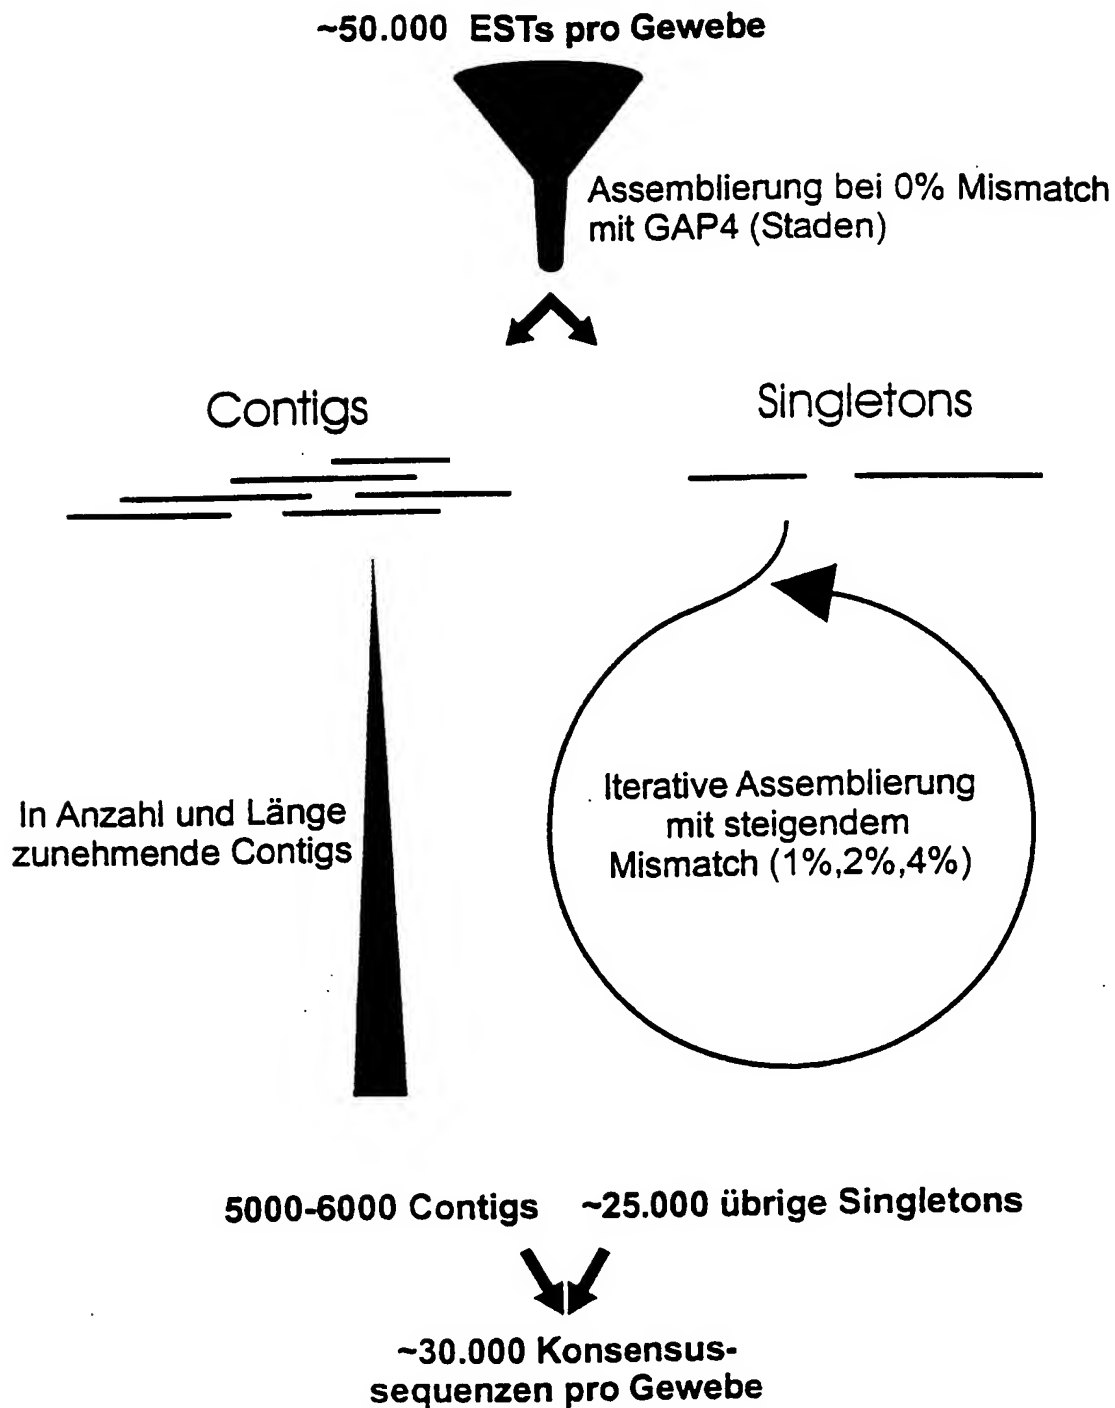 ~50.000 ESTs pro Gewebe
Assemblierung bei 0% Mismatch
mit GAP4 (Staden)
Contigs
Singletons
In Anzahl und Länge
zunehmende Contigs
Iterative Assemblierung
mit steigendem
Mismatch (1%,2%,4%)
5000-6000 Contigs
~25.000 übrige Singletons
~30.000 Konsensus-
sequenzen pro Gewebe